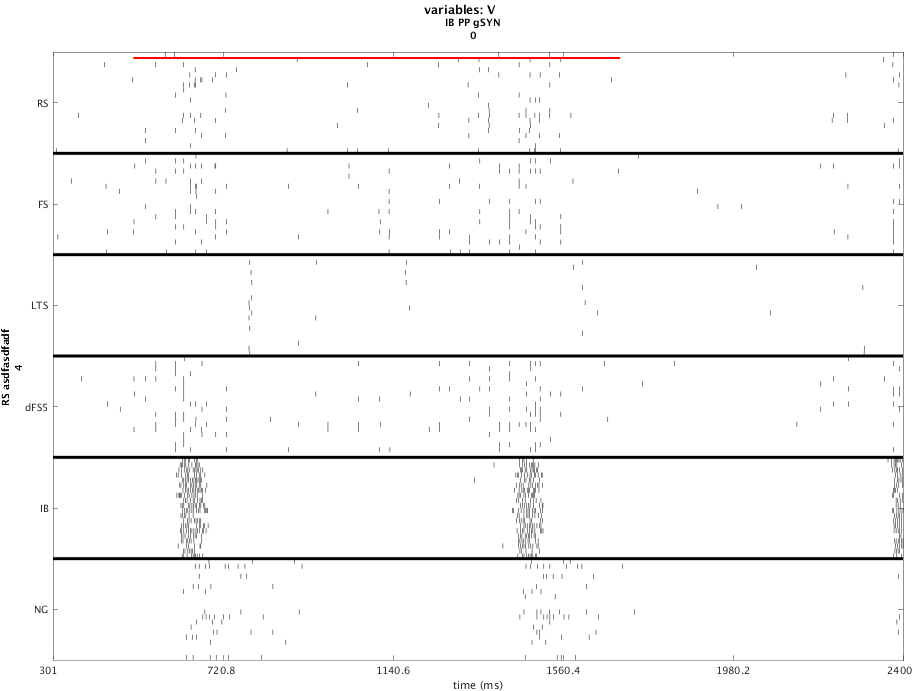 variables: V
IB PP gSYN
0
RS
FS
LTS
dFS5
IB
NG
RS asdfasdfadf
4
301
720.8
1140.6
1560.4
1980.2
2400
time (ms)